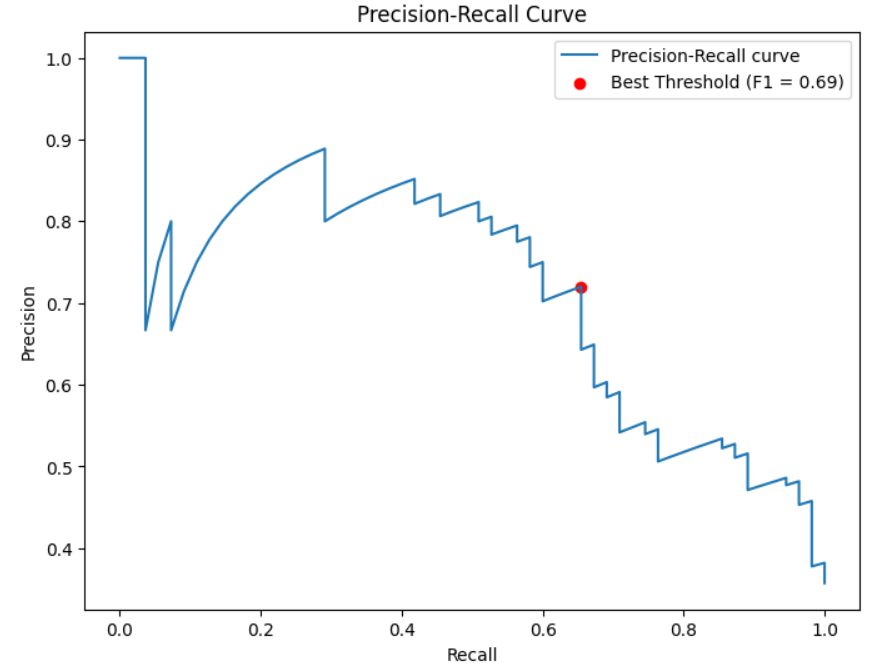 Precision-Recall Curve
Precision-Recall curve
Best Threshold (F1 = 0.69)
1.0
0.9
0.8
0.7
0.6
0.5
0.4
Precision
0.0 0.2 0.4 0.6 0.8 1.0
Recall